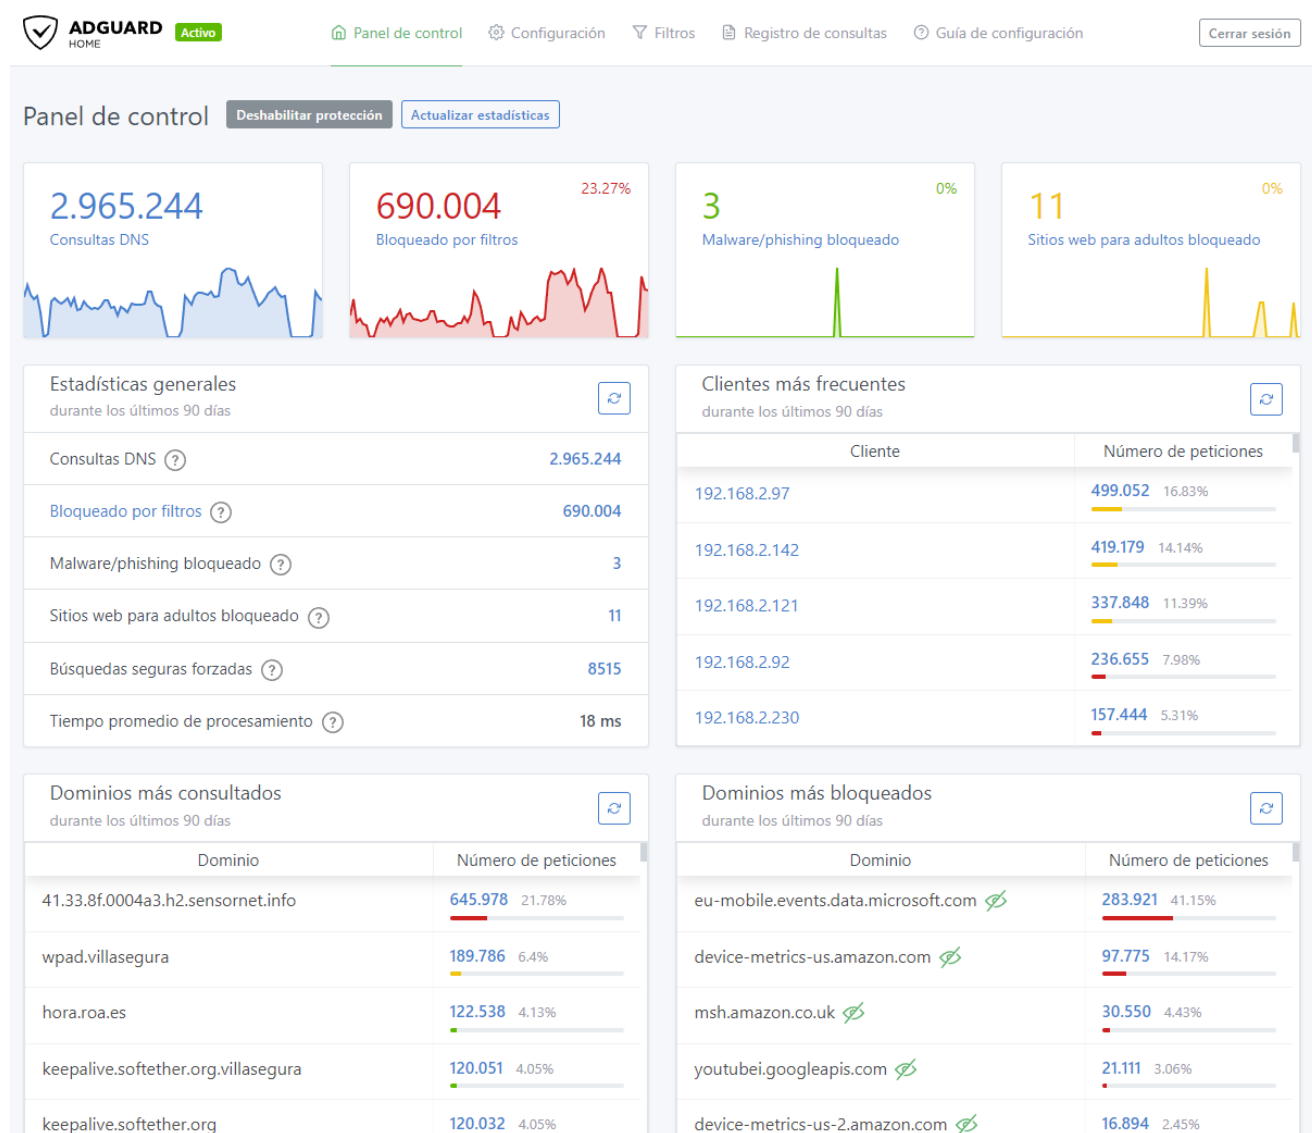 ADGUARD
HOME
Activo
Panel de control
Configuración
Filtros
Registro de consultas
Guía de configuración
Cerrar sesión
Panel de control
Deshabilitar protección
Actualizar estadísticas
2.965.244
Consultas DNS
23.27%
690.004
Bloqueado por filtros
0%
3
Malware/phishing bloqueado
0%
11
Sitios web para adultos bloqueado
Estadísticas generales
durante los últimos 90 días
Consultas DNS ? 2.965.244
Bloqueado por filtros ? 690.004
Malware/phishing bloqueado ? 3
Sitios web para adultos bloqueado ? 11
Búsquedas seguras forzadas ? 8515
Tiempo promedio de procesamiento ? 18 ms
Clientes más frecuentes
durante los últimos 90 días
Cliente Número de peticiones
192.168.2.97 499.052 16.83%
192.168.2.142 419.179 14.14%
192.168.2.121 337.848 11.39%
192.168.2.92 236.655 7.98%
192.168.2.230 157.444 5.31%
Dominios más consultados
durante los últimos 90 días
Dominio Número de peticiones
41.33.8f.0004a3.h2.sensornet.info 645.978 21.78%
wpad.villasegura 189.786 6.4%
hora.roa.es 122.538 4.13%
keepalive.softether.org.villasegura 120.051 4.05%
keepalive.softether.org 120.032 4.05%
Dominios más bloqueados
durante los últimos 90 días
Dominio Número de peticiones
eu-mobile.events.data.microsoft.com 283.921 41.15%
device-metrics-us.amazon.com 97.775 14.17%
msh.amazon.co.uk 30.550 4.43%
youtubei.googleapis.com 21.111 3.06%
device-metrics-us-2.amazon.com 16.894 2.45%